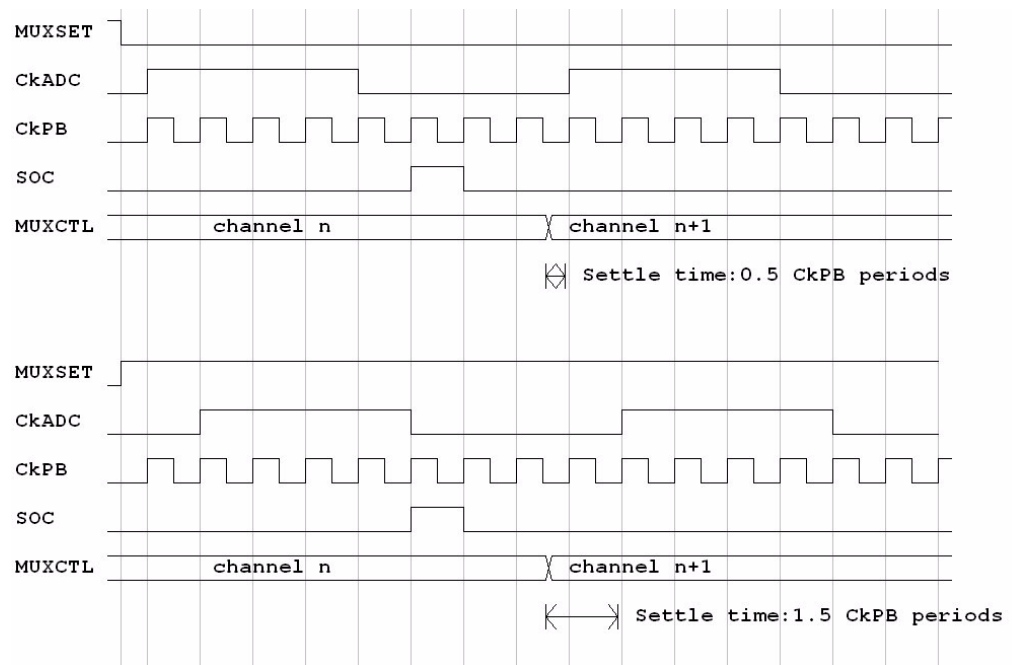 MUXSET
CkADC
CkPB
SOC
MUXCTL channel n channel n+1
Settle time:0.5 CkPB periods
MUXSET
CkADC
CkPB
SOC
MUXCTL channel n channel n+1
Settle time:1.5 CkPB periods